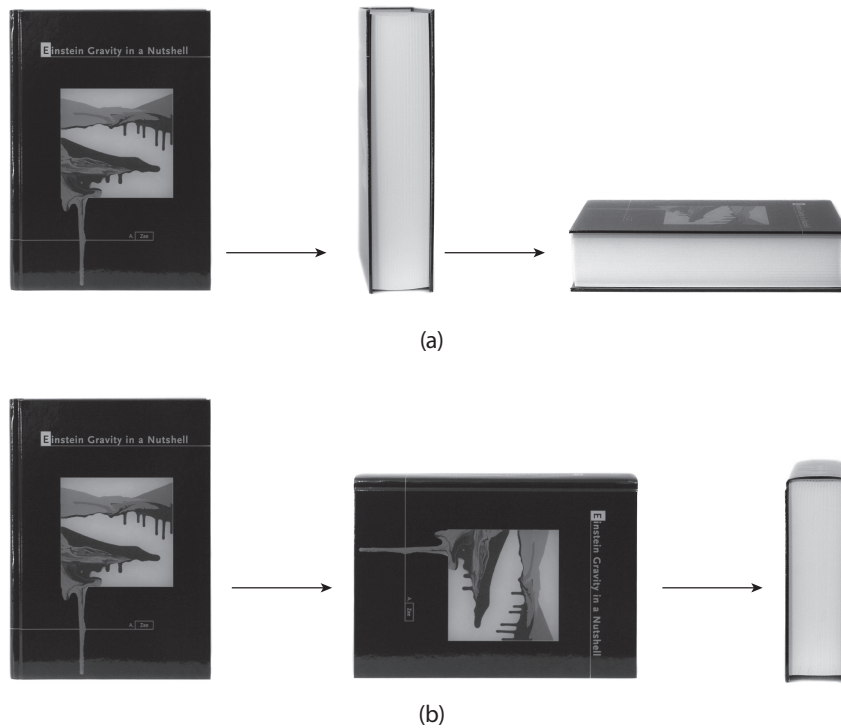 Einstein Gravity in a Nutshell
A. Zee
(a)
Einstein Gravity in a Nutshell
A. Zee
Einstein Gravity in a Nutshell
A. Zee
(b)